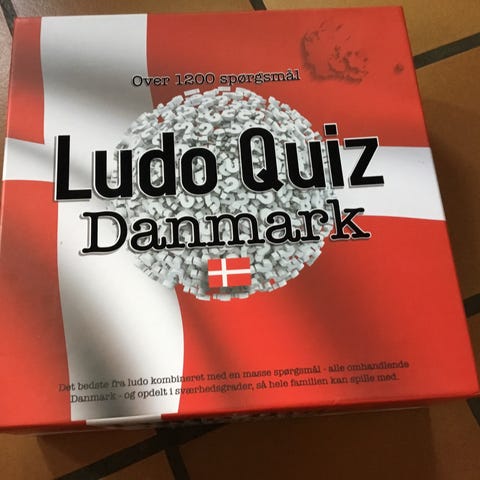 Over 1200 spørgsmål
Ludo Quiz
Danmark
Det bedste fra ludo kombineret med en masse spørgsmål - alle omhandlende
Danmark - og opdelt i sværhedsgrader, så hele familien kan spille med.